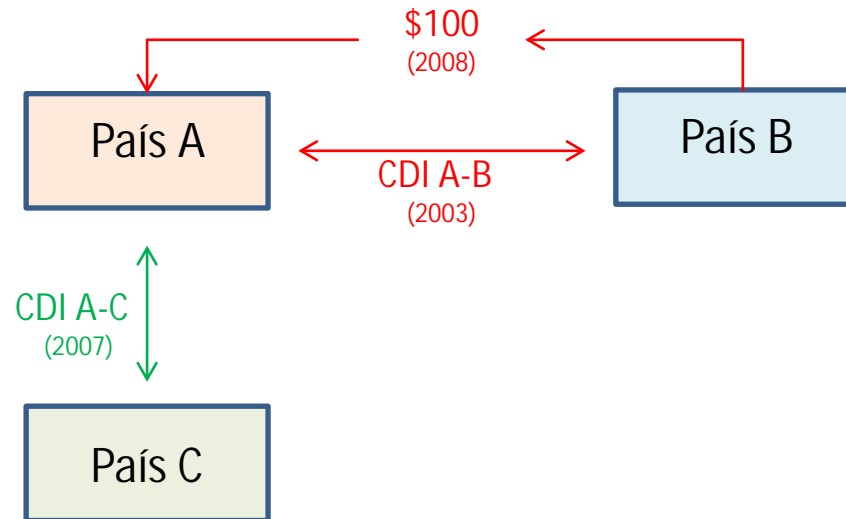 $100
(2008)
País A
País B
CDI A-B
(2003)
CDI A-C
(2007)
País C